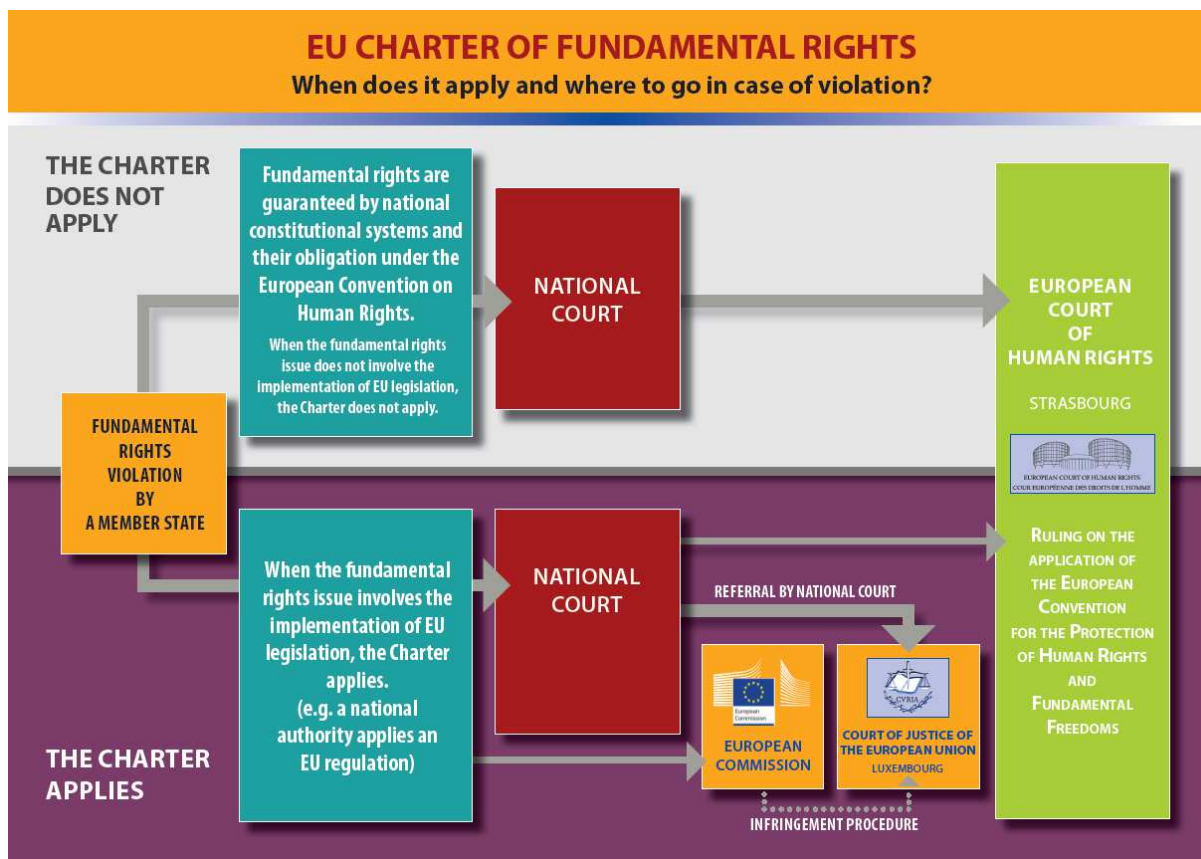 EU CHARTER OF FUNDAMENTAL RIGHTS
When does it apply and where to go in case of violation?
THE CHARTER
DOES NOT
APPLY
Fundamental rights are
guaranteed by national
constitutional systems and
their obligation under the
European Convention on
Human Rights.
When the fundamental rights
issue does not involve the
implementation of EU legislation,
the Charter does not apply.
NATIONAL
COURT
EUROPEAN
COURT
OF
HUMAN RIGHTS
STRASBOURG
EUROPEAN COURT OF HUMAN RIGHTS
COUR EUROPÉENNE DES DROITS DE L'HOMME
RULING ON THE
APPLICATION OF
THE EUROPEAN
CONVENTION
FOR THE PROTECTION
OF HUMAN RIGHTS
AND
FUNDAMENTAL
FREEDOMS
FUNDAMENTAL
RIGHTS
VIOLATION
BY
A MEMBER STATE
When the fundamental
rights issue involves the
implementation of EU
legislation, the Charter
applies.
(e.g. a national
authority applies an
EU regulation)
NATIONAL
COURT
REFERRAL BY NATIONAL COURT
European
Commission
EUROPEAN
COMMISSION
CVRIA
COURT OF JUSTICE OF
THE EUROPEAN UNION
LUXEMBOURG
INFRINGEMENT PROCEDURE
THE CHARTER
APPLIES